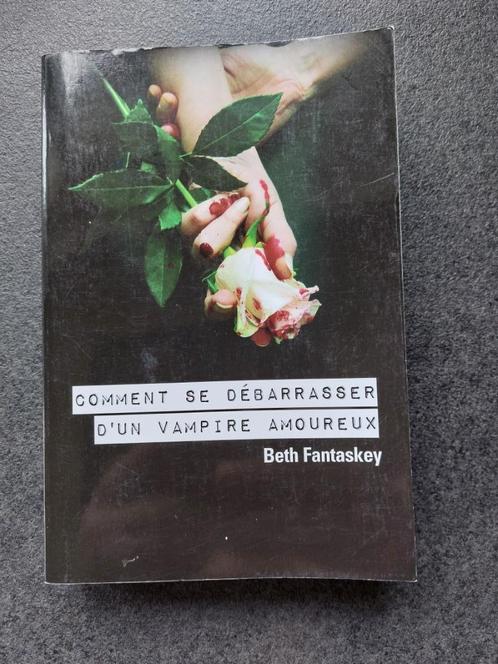 COMMENT SE DÉBARRASSER
D'UN VAMPIRE AMOUREUX
Beth Fantaskey